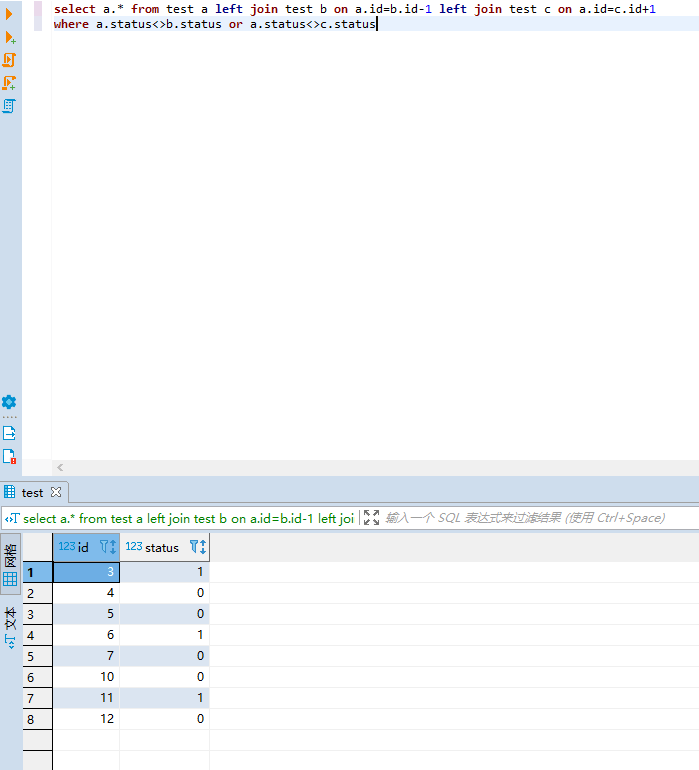 select a.* from test a left join test b on a.id=b.id-1 left join test c on a.id=c.id+1
where a.status<>b.status or a.status<>c.status
test
select a.* from test a left join test b on a.id=b.id-1 left joi 输入一个 SQL 表达式来过滤结果 (使用 Ctrl+Space)
网格
文本
123 id 123 status
1 3 1
2 4 0
3 5 0
4 6 1
5 7 0
6 10 0
7 11 1
8 12 0